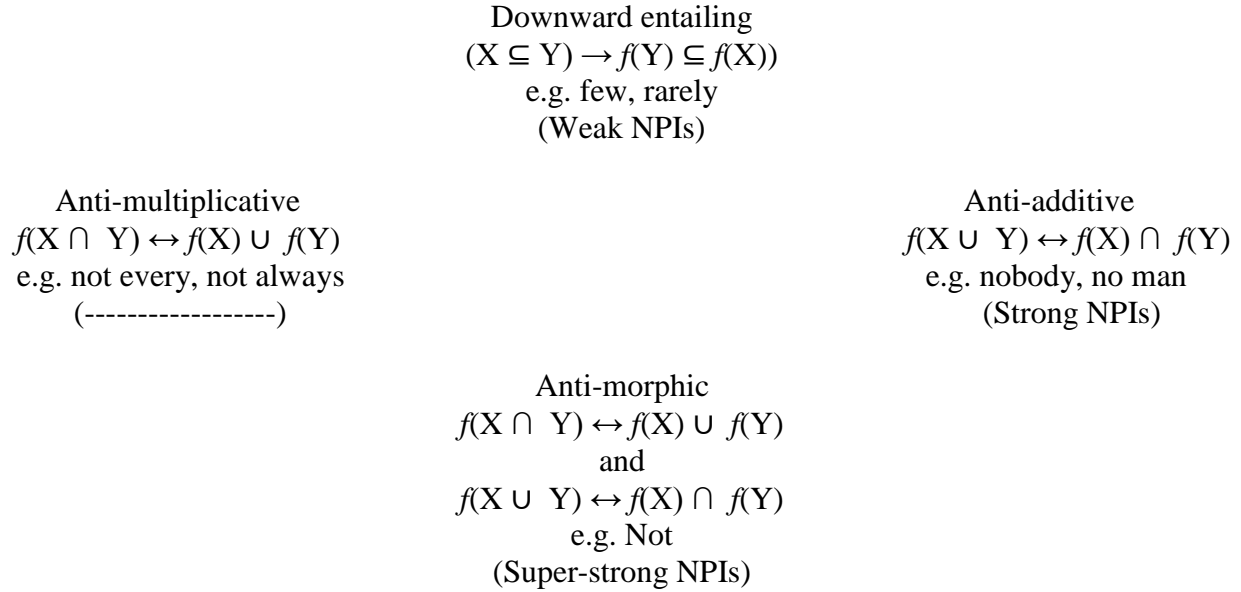 Downward entailing
(X ⊆ Y) → f(Y) ⊆ f(X))
e.g. few, rarely
(Weak NPIs)
Anti-multiplicative
f(X ∩ Y) ↔ f(X) ∪ f(Y)
e.g. not every, not always
(------------------)
Anti-additive
f(X ∪ Y) ↔ f(X) ∩ f(Y)
e.g. nobody, no man
(Strong NPIs)
Anti-morphic
f(X ∩ Y) ↔ f(X) ∪ f(Y)
and
f(X ∪ Y) ↔ f(X) ∩ f(Y)
e.g. Not
(Super-strong NPIs)